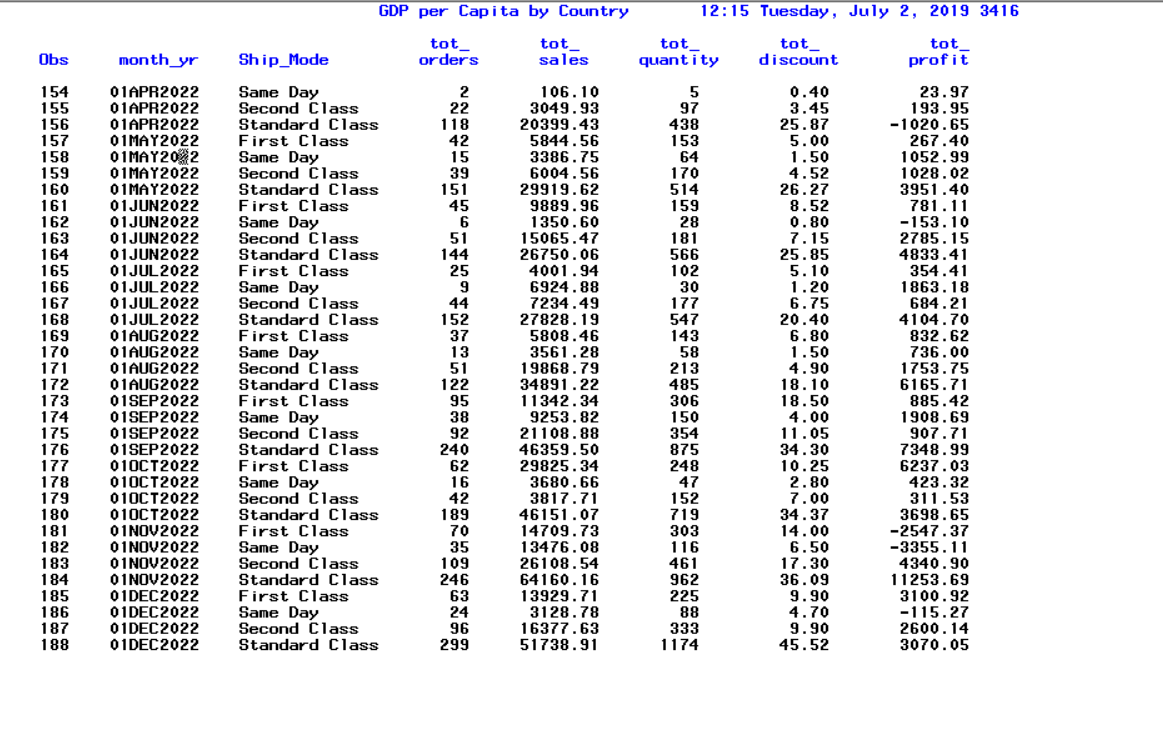 GDP per Capita by Country 12:15 Tuesday, July 2, 2019 3416
tot_ tot_ tot_ tot_ tot_
Obs month_yr Ship_Mode orders sales quantity discount profit
154 01APR2022 Same Day 2 106.10 5 0.40 23.97
155 01APR2022 Second Class 22 3049.93 97 3.45 193.95
156 01APR2022 Standard Class 118 20399.43 438 25.87 -1020.65
157 01MAY2022 First Class 42 5844.56 153 5.00 267.40
158 01MAY2022 Same Day 15 3386.75 64 1.50 1052.99
159 01MAY2022 Second Class 39 6004.56 170 4.52 1028.02
160 01MAY2022 Standard Class 151 29919.62 514 26.27 3951.40
161 01JUN2022 First Class 45 9889.96 159 8.52 781.11
162 01JUN2022 Same Day 6 1350.60 28 0.80 -153.10
163 01JUN2022 Second Class 51 15065.47 181 7.15 2785.15
164 01JUN2022 Standard Class 144 26750.06 566 25.85 4833.41
165 01JUL2022 First Class 25 4001.94 102 5.10 354.41
166 01JUL2022 Same Day 9 6924.88 30 1.20 1863.18
167 01JUL2022 Second Class 44 7234.49 177 6.75 684.21
168 01JUL2022 Standard Class 152 27828.19 547 20.40 4104.70
169 01AUG2022 First Class 37 5808.46 143 6.80 832.62
170 01AUG2022 Same Day 13 3561.28 58 1.50 736.00
171 01AUG2022 Second Class 51 19868.79 213 4.90 1753.75
172 01AUG2022 Standard Class 122 34891.22 485 18.10 6165.71
173 01SEP2022 First Class 95 11342.34 306 18.50 885.42
174 01SEP2022 Same Day 38 9253.82 150 4.00 1908.69
175 01SEP2022 Second Class 92 21108.88 354 11.05 907.71
176 01SEP2022 Standard Class 240 46359.50 875 34.30 7348.99
177 01OCT2022 First Class 62 29825.34 248 10.25 6237.03
178 01OCT2022 Same Day 16 3680.66 47 2.80 423.32
179 01OCT2022 Second Class 42 3817.71 152 7.00 311.53
180 01OCT2022 Standard Class 189 46151.07 719 34.37 3698.65
181 01NOV2022 First Class 70 14709.73 303 14.00 -2547.37
182 01NOV2022 Same Day 35 13476.08 116 6.50 -3355.11
183 01NOV2022 Second Class 109 26108.54 461 17.30 4340.90
184 01NOV2022 Standard Class 246 64160.16 962 36.09 11253.69
185 01DEC2022 First Class 63 13929.71 225 9.90 3100.92
186 01DEC2022 Same Day 24 3128.78 88 4.70 -115.27
187 01DEC2022 Second Class 96 16377.63 333 9.90 2600.14
188 01DEC2022 Standard Class 299 51738.91 1174 45.52 3070.05